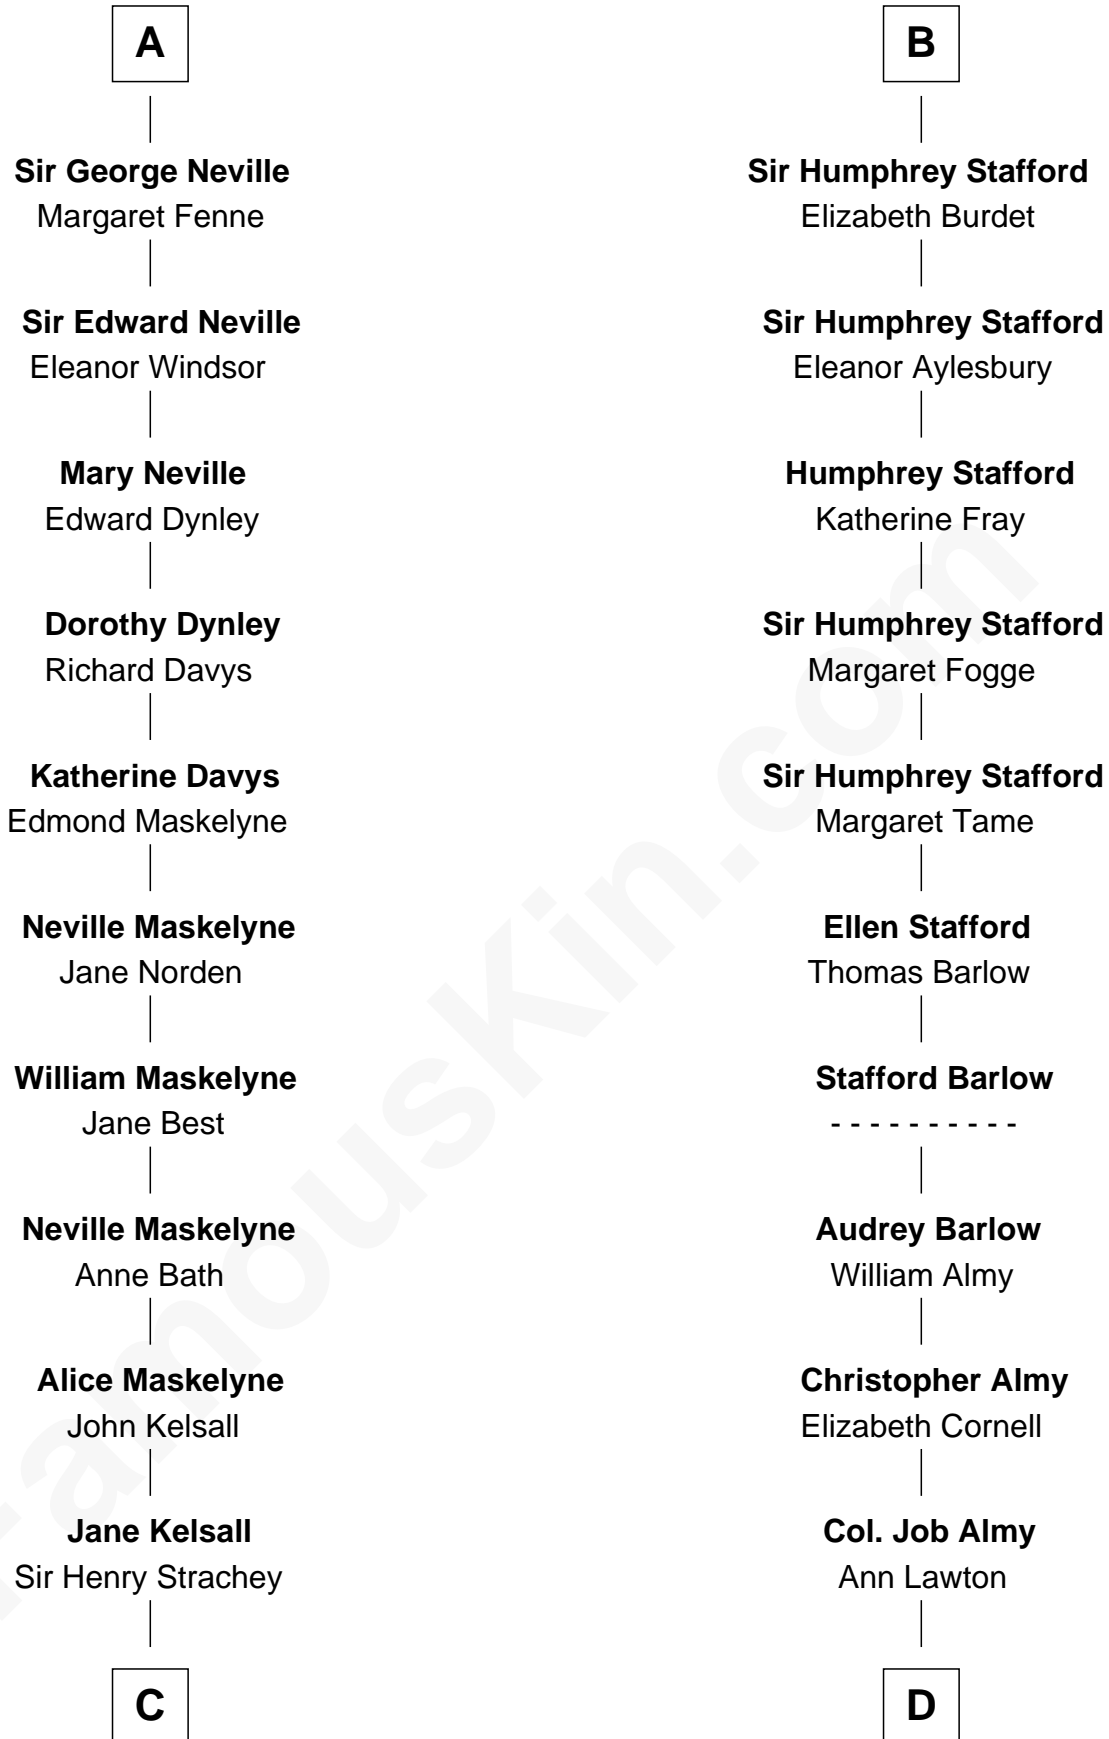 A
Sir George Neville
Margaret Fenne
Sir Edward Neville
Eleanor Windsor
Mary Neville
Edward Dynley
Dorothy Dynley
Richard Davys
Katherine Davys
Edmond Maskelyne
Neville Maskelyne
Jane Norden
William Maskelyne
Jane Best
Neville Maskelyne
Anne Bath
Alice Maskelyne
John Kelsall
Jane Kelsall
Sir Henry Strachey
C
B
Sir Humphrey Stafford
Elizabeth Burdet
Sir Humphrey Stafford
Eleanor Aylesbury
Humphrey Stafford
Katherine Fray
Sir Humphrey Stafford
Margaret Fogge
Sir Humphrey Stafford
Margaret Tame
Ellen Stafford
Thomas Barlow
Stafford Barlow
- - - - - - - - - -
Audrey Barlow
William Almy
Christopher Almy
Elizabeth Cornell
Col. Job Almy
Ann Lawton
D
FamousKin.com